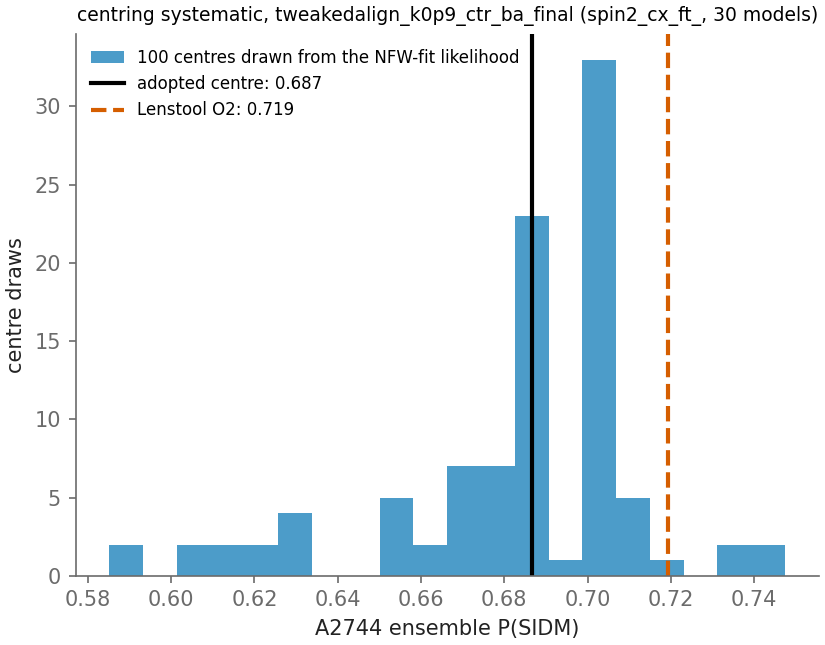 centring systematic, tweakedalign_k0p9_ctr_ba_final (spin2_cx_ft_, 30 models)
100 centres drawn from the NFW-fit likelihood
adopted centre: 0.687
Lenstool O2: 0.719
centre draws
30
25
20
15
10
5
0
0.58 0.60 0.62 0.64 0.66 0.68 0.70 0.72 0.74
A2744 ensemble P(SIDM)